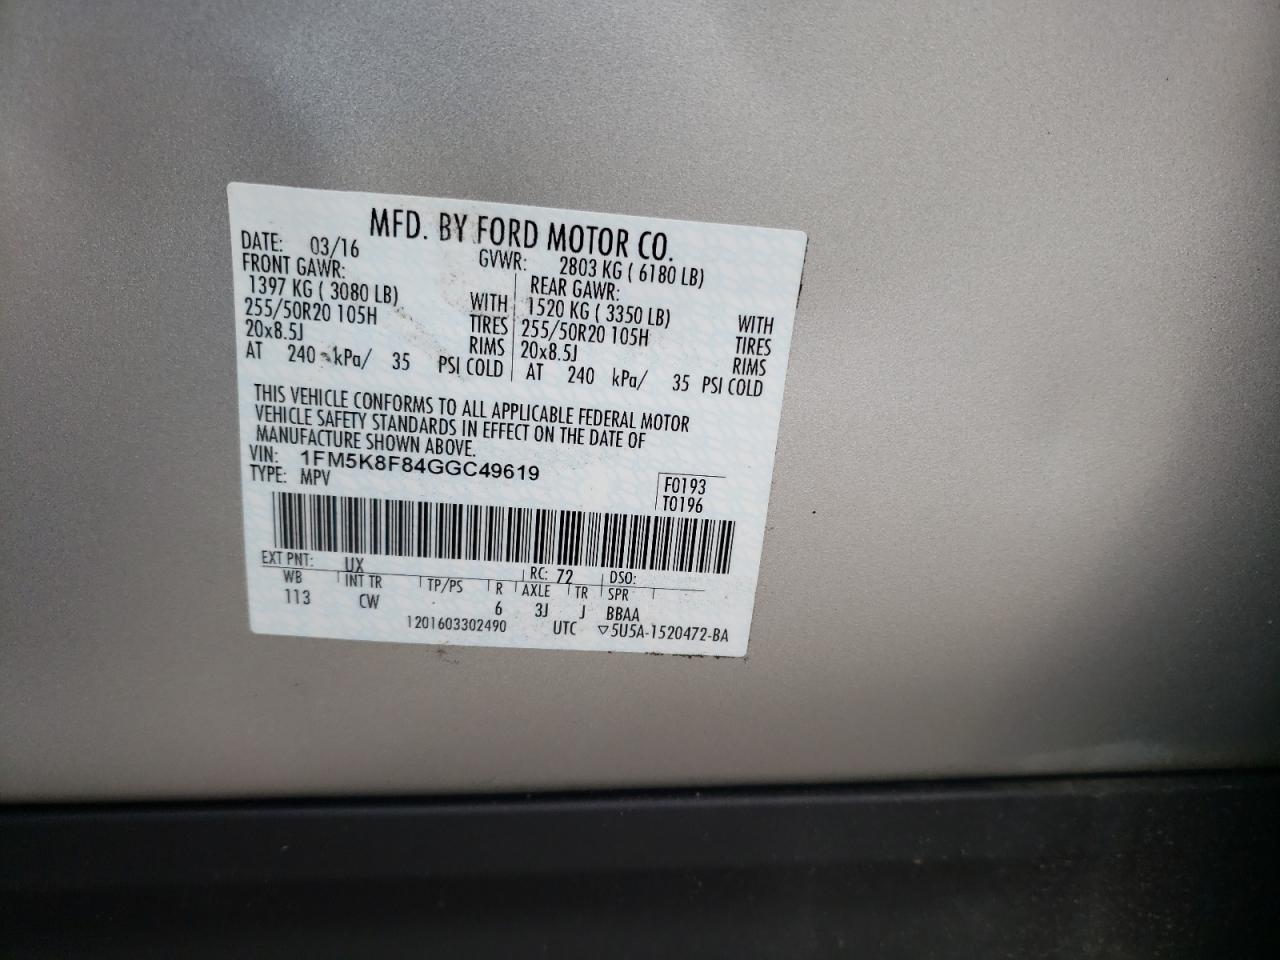 MFD. BY FORD MOTOR CO.
DATE: 03/16 GVWR: 2803 KG ( 6180 LB)
FRONT GAWR: REAR GAWR:
1397 KG ( 3080 LB) WITH 1520 KG ( 3350 LB) WITH
255/50R20 105H TIRES 255/50R20 105H TIRES
20x8.5J RIMS 20x8.5J RIMS
AT 240 kPa/ 35 PSI COLD AT 240 kPa/ 35 PSI COLD
THIS VEHICLE CONFORMS TO ALL APPLICABLE FEDERAL MOTOR
VEHICLE SAFETY STANDARDS IN EFFECT ON THE DATE OF
MANUFACTURE SHOWN ABOVE.
VIN: 1FM5K8F84GGC49619
TYPE: MPV
F0193
T0196
EXT PNT: UX RC: 72 DSO:
WB INT TR TP/PS R AXLE TR SPR
113 CW 6 3J J BBAA
1201603302490 UTC ▽5U5A-1520472-BA